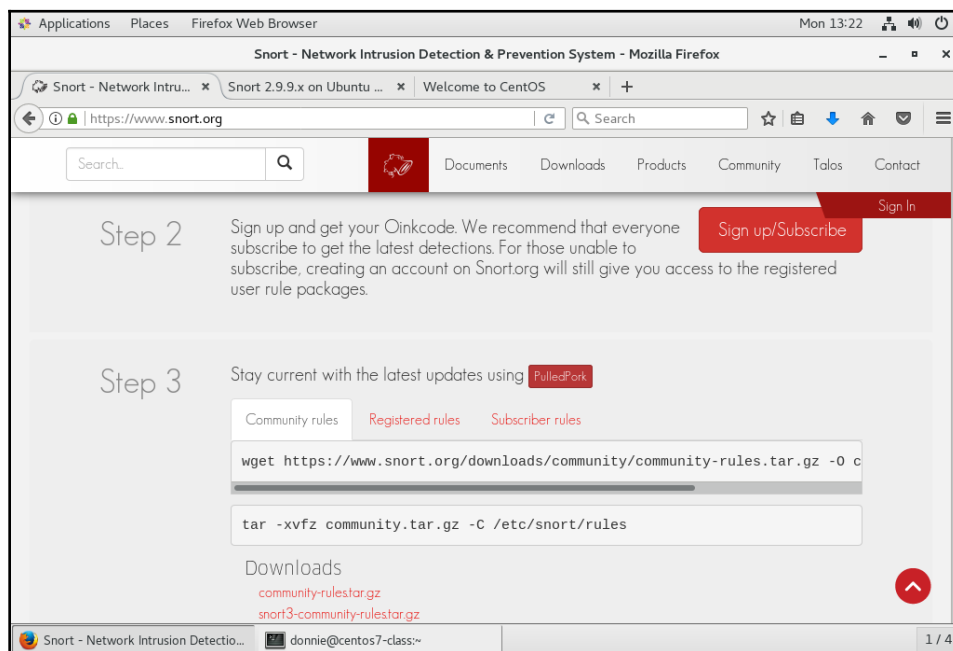 Applications Places Firefox Web Browser Mon 13:22
Snort - Network Intrusion Detection & Prevention System - Mozilla Firefox
Snort - Network Intru... Snort 2.9.9.x on Ubuntu ... Welcome to CentOS
https://www.snort.org Search
Search... Documents Downloads Products Community Talos Contact
Sign In
Step 2 Sign up and get your Oinkcode. We recommend that everyone Sign up/Subscribe
subscribe to get the latest detections. For those unable to
subscribe, creating an account on Snort.org will still give you access to the registered
user rule packages.
Step 3 Stay current with the latest updates using PulledPork
Community rules Registered rules Subscriber rules
wget https://www.snort.org/downloads/community/community-rules.tar.gz -O c
tar -xvfz community.tar.gz -C /etc/snort/rules
Downloads
community-rules.tar.gz
snort3-community-rules.tar.gz
Snort - Network Intrusion Detectio... donnie@centos7-class:~ 1 / 4